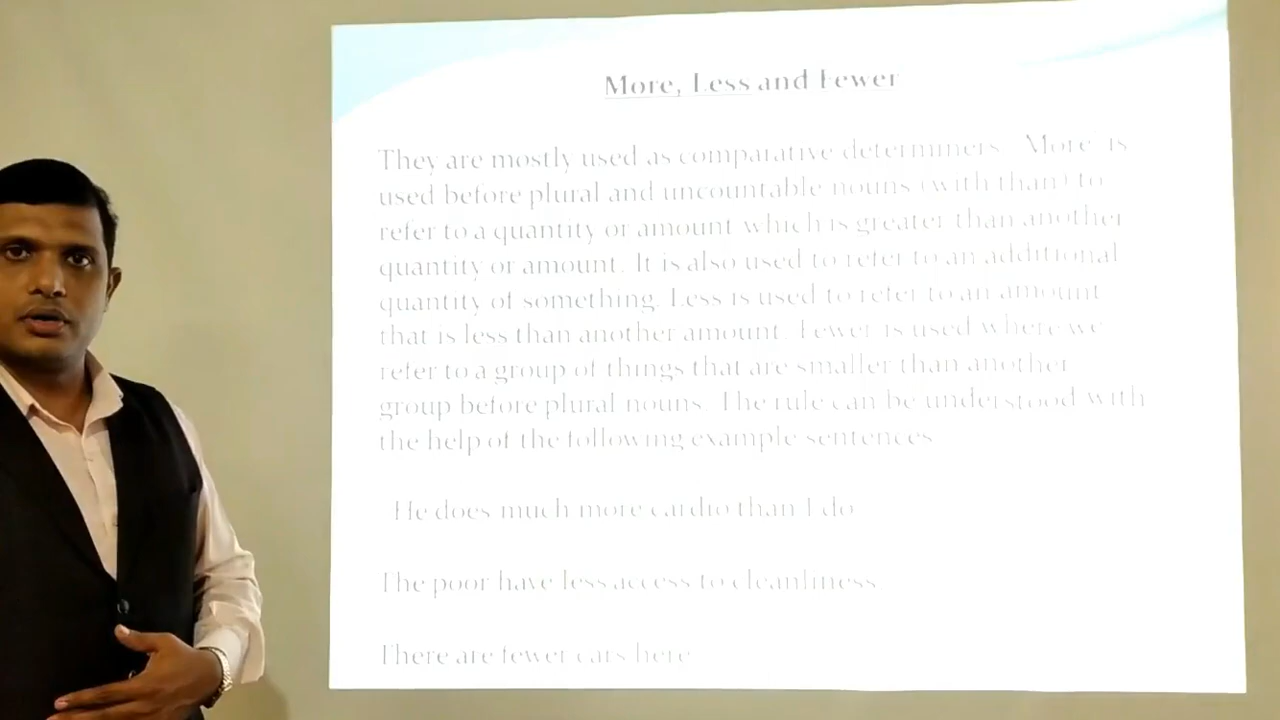 More, Less and Fewer
They are mostly used as comparative determiners. 'More' is
used before plural and uncountable nouns (with than) to
refer to a quantity or amount which is greater than another
quantity or amount. It is also used to refer to an additional
quantity of something. Less is used to refer to an amount
that is less than another amount. Fewer is used where we
refer to a group of things that are smaller than another
group before plural nouns. The rule can be understood with
the help of the following example sentences
He does much more cardio than I do
The poor have less access to cleanliness
There are fewer cars here